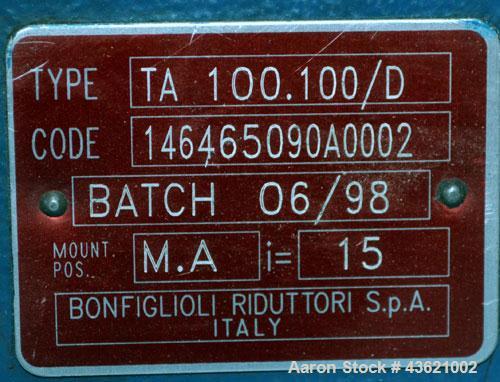 TYPE TA 100.100/D
CODE 146465090A0002
BATCH 06/98
MOUNT. POS. M.A i= 15
BONFIGLIOLI RIDUTTORI S.p.A.
ITALY
Aaron Stock # 43621002